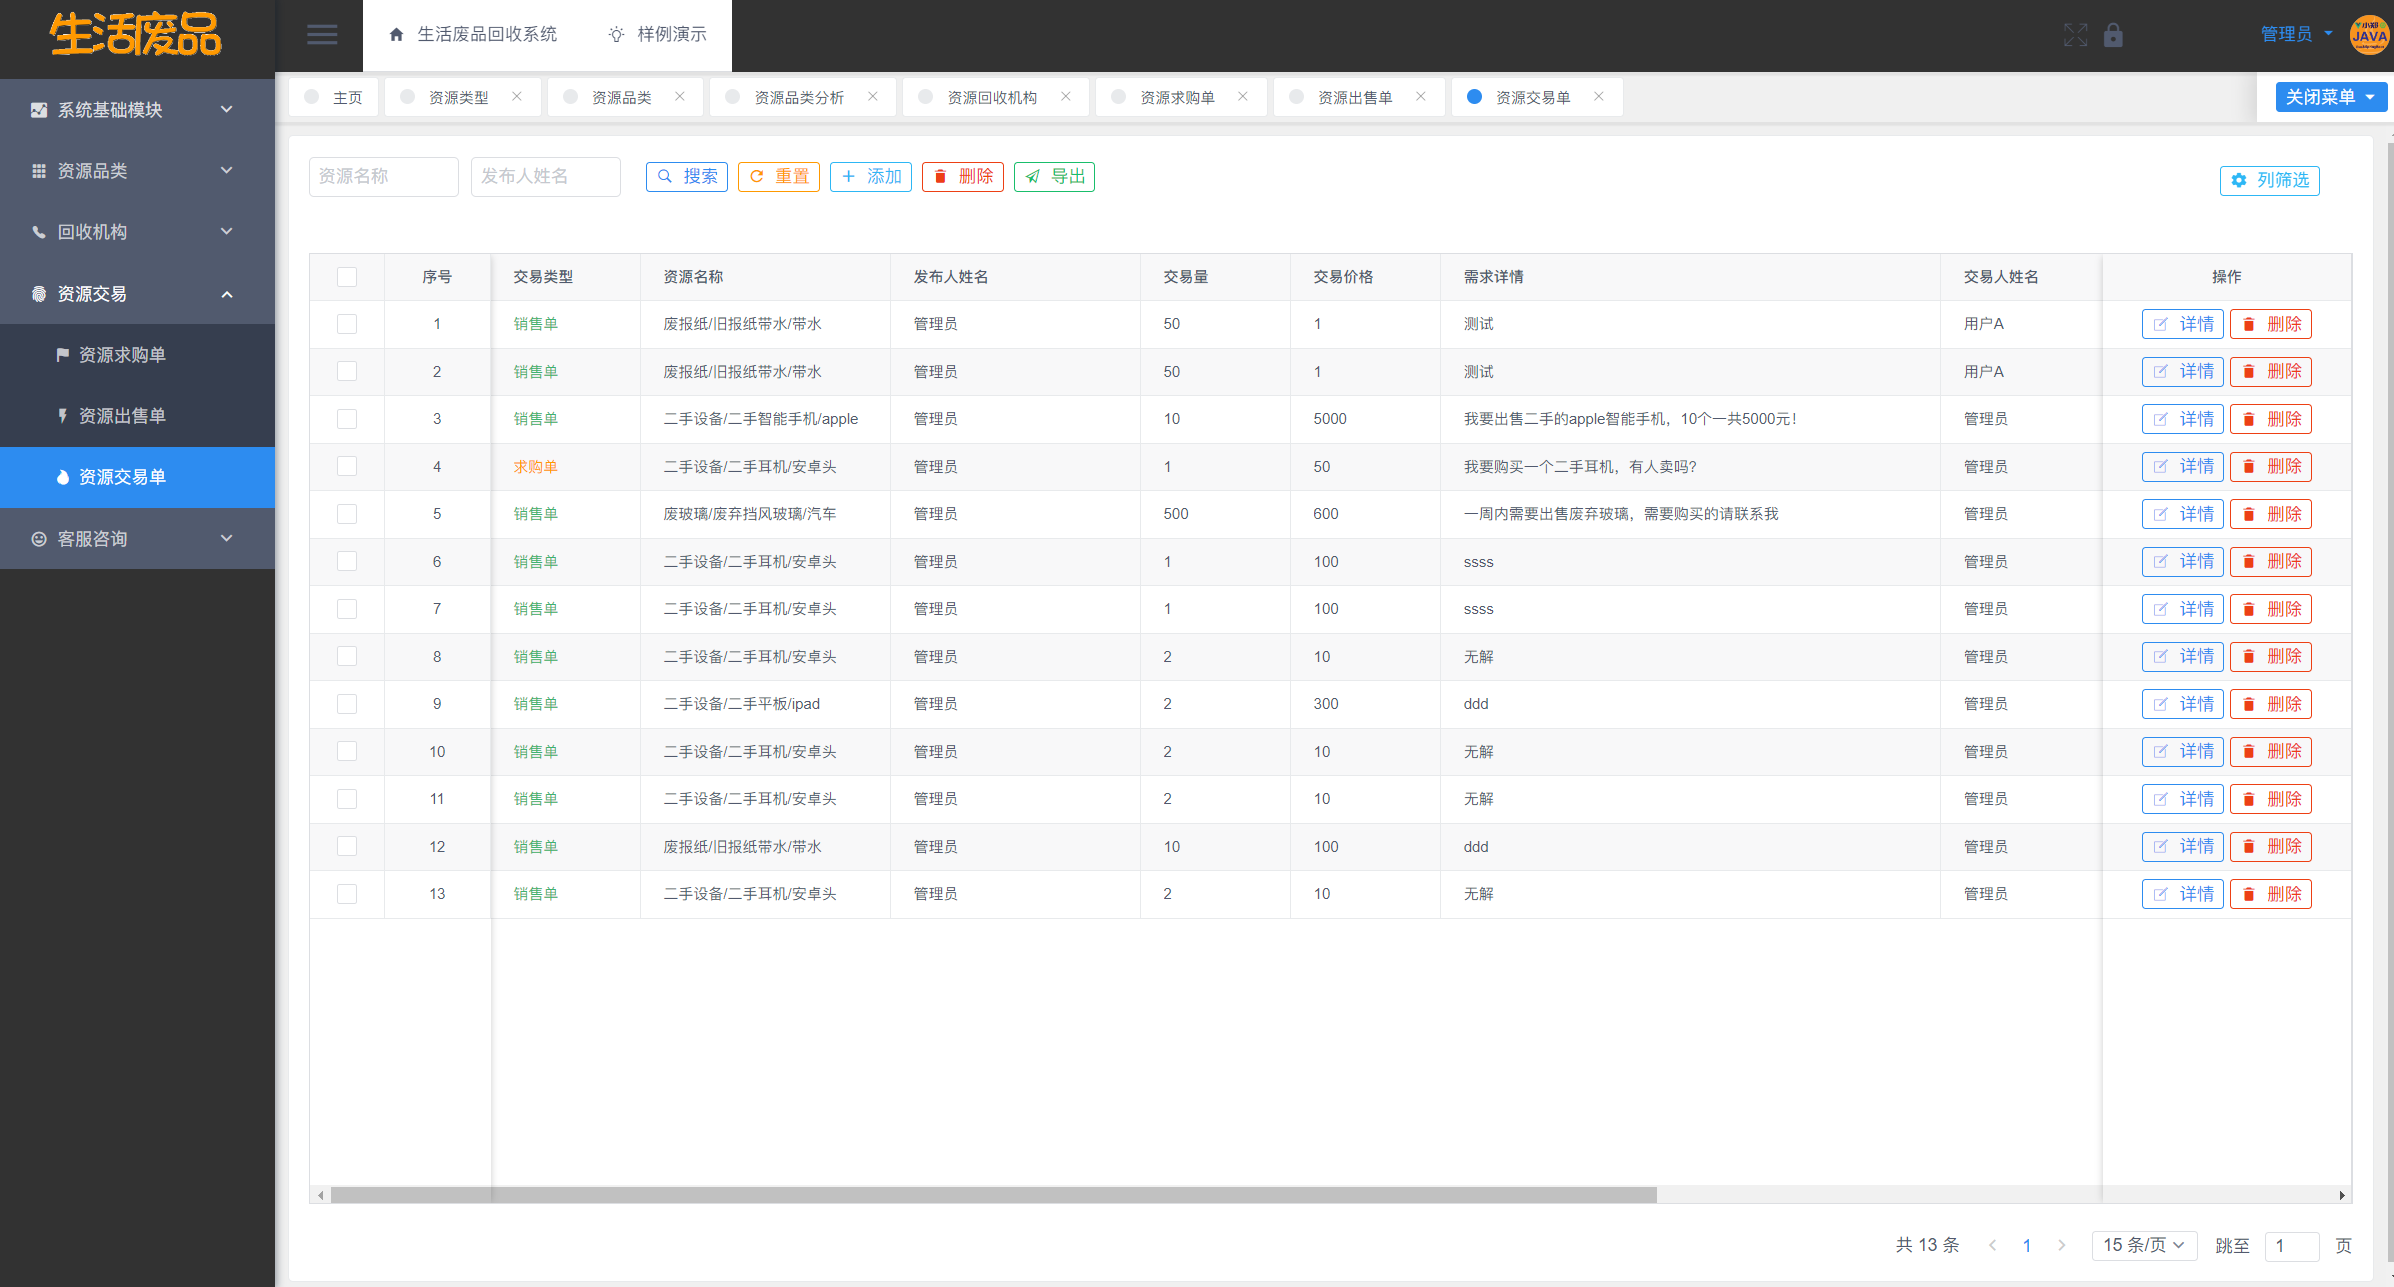 生活废品
生活废品回收系统 样例演示 管理员 小郑 JAVA
主页 资源类型 资源品类 资源品类分析 资源回收机构 资源求购单 资源出售单 资源交易单 关闭菜单
系统基础模块
资源品类
回收机构
资源交易
资源求购单
资源出售单
资源交易单
客服咨询
资源名称 发布人姓名 搜索 重置 添加 删除 导出 列筛选
序号 交易类型 资源名称 发布人姓名 交易量 交易价格 需求详情 交易人姓名 操作
1 销售单 废报纸/旧报纸带水/带水 管理员 50 1 测试 用户A 详情 删除
2 销售单 废报纸/旧报纸带水/带水 管理员 50 1 测试 用户A 详情 删除
3 销售单 二手设备/二手智能手机/apple 管理员 10 5000 我要出售二手的apple智能手机，10个一共5000元！ 管理员 详情 删除
4 求购单 二手设备/二手耳机/安卓头 管理员 1 50 我要购买一个二手耳机，有人卖吗？ 管理员 详情 删除
5 销售单 废玻璃/废弃挡风玻璃/汽车 管理员 500 600 一周内需要出售废弃玻璃，需要购买的请联系我 管理员 详情 删除
6 销售单 二手设备/二手耳机/安卓头 管理员 1 100 ssss 管理员 详情 删除
7 销售单 二手设备/二手耳机/安卓头 管理员 1 100 ssss 管理员 详情 删除
8 销售单 二手设备/二手耳机/安卓头 管理员 2 10 无解 管理员 详情 删除
9 销售单 二手设备/二手平板/ipad 管理员 2 300 ddd 管理员 详情 删除
10 销售单 二手设备/二手耳机/安卓头 管理员 2 10 无解 管理员 详情 删除
11 销售单 二手设备/二手耳机/安卓头 管理员 2 10 无解 管理员 详情 删除
12 销售单 废报纸/旧报纸带水/带水 管理员 10 100 ddd 管理员 详情 删除
13 销售单 二手设备/二手耳机/安卓头 管理员 2 10 无解 管理员 详情 删除
共 13 条 1 15 条/页 跳至 1 页